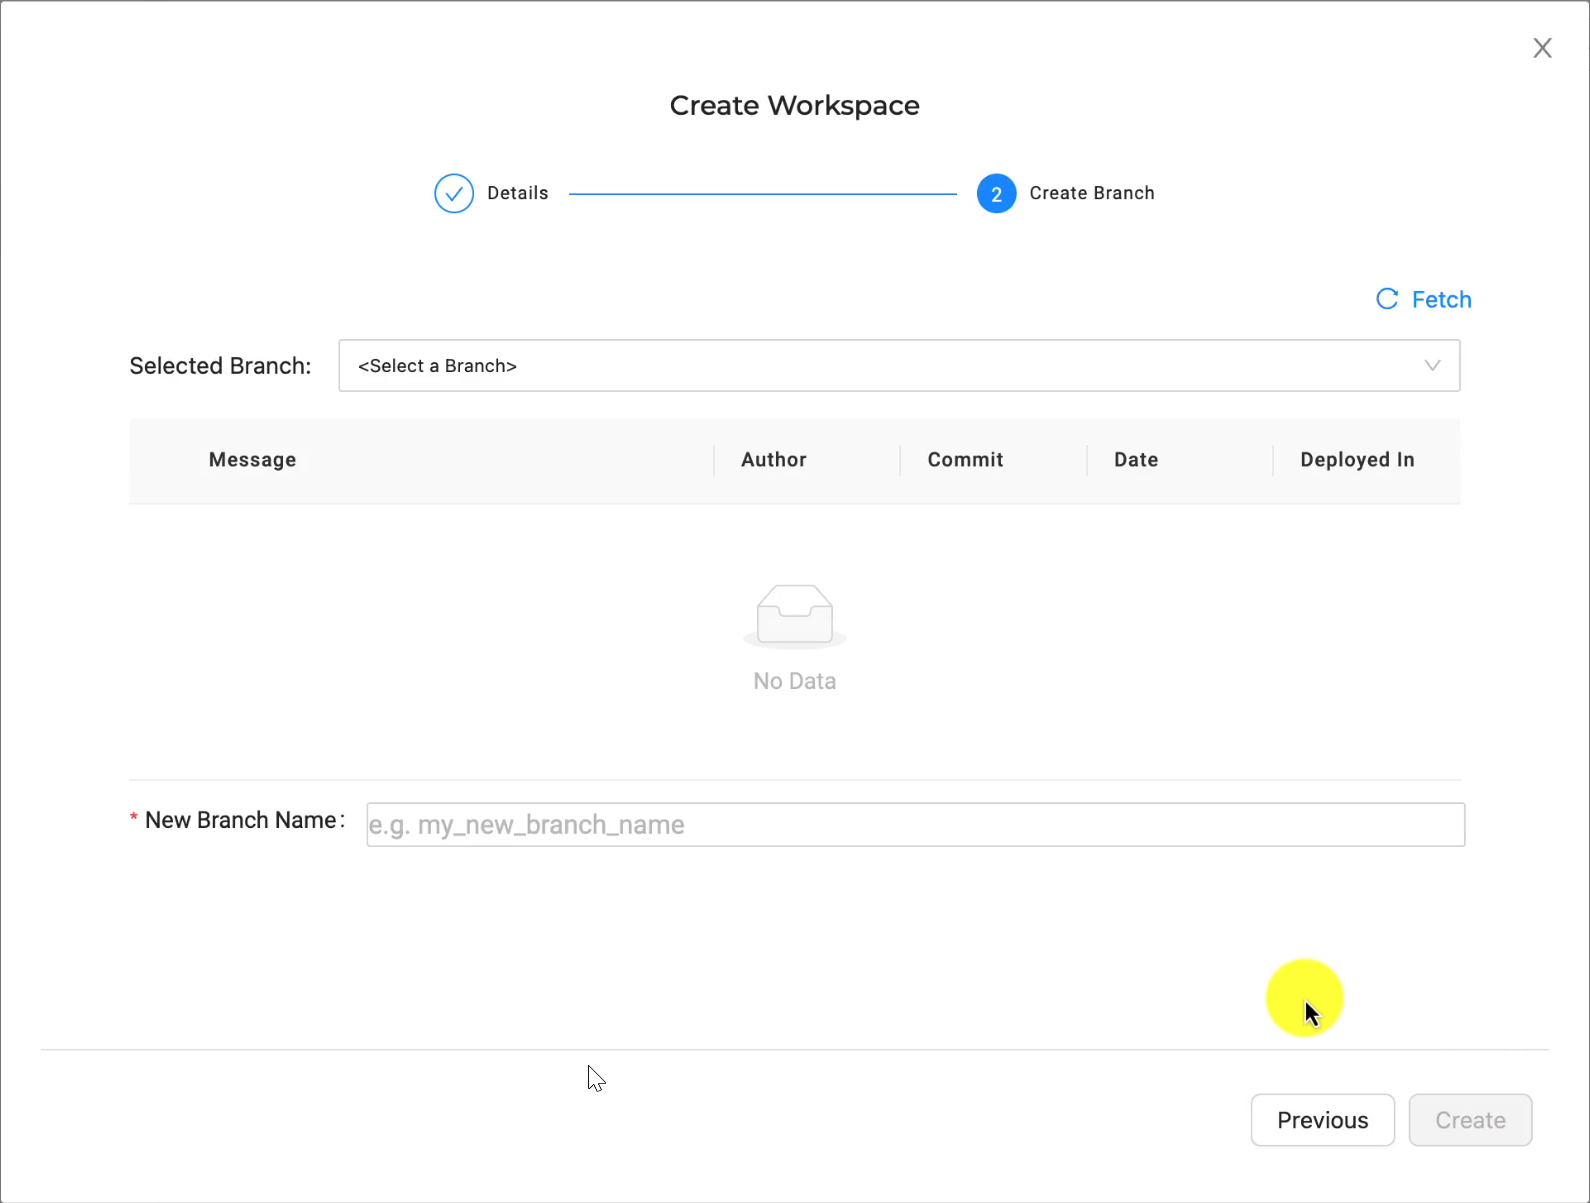 Create Workspace
Details
2 Create Branch
Fetch
Selected Branch: <Select a Branch>
Message Author Commit Date Deployed In
No Data
* New Branch Name: e.g. my_new_branch_name
Previous Create